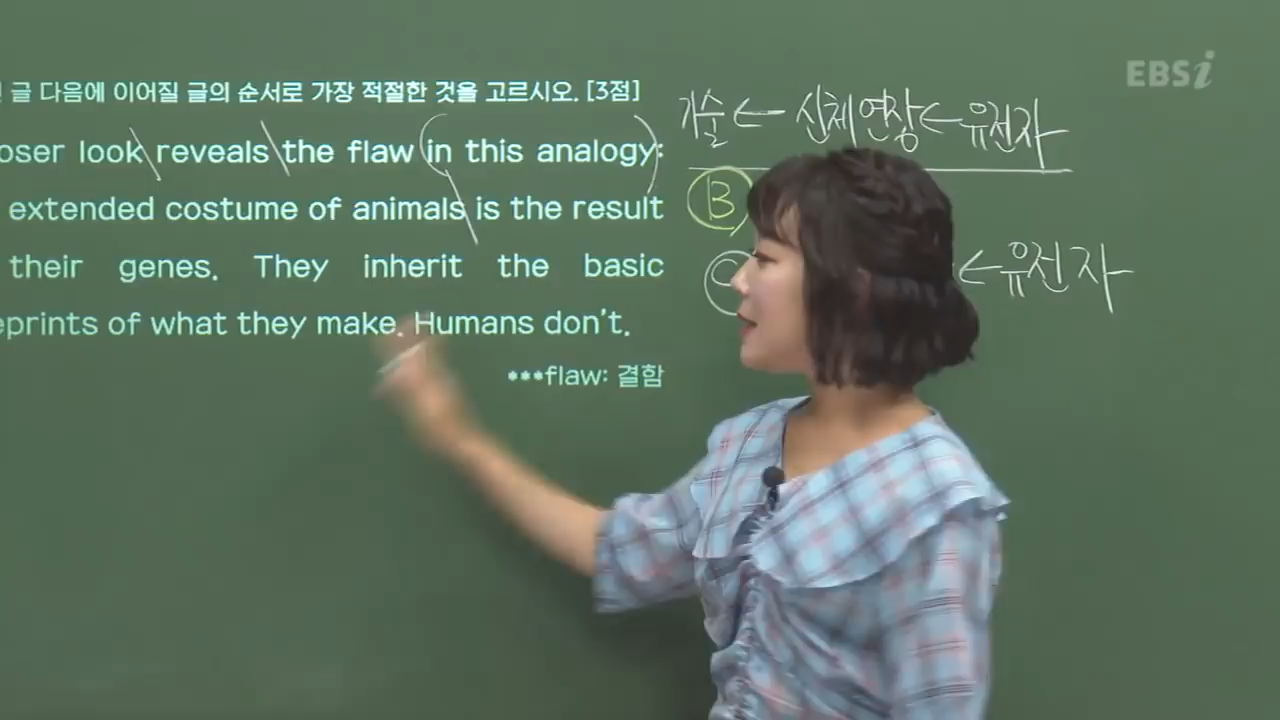 EBSi
글 다음에 이어질 글의 순서로 가장 적절한 것을 고르시오. [3점]
oser look reveals the flaw in this analogy:
extended costume of animals is the result
their genes. They inherit the basic
eprints of what they make. Humans don't.
***flaw: 결함
기술 ← 신체 연장 ← 유전자
B
C
← 유전자